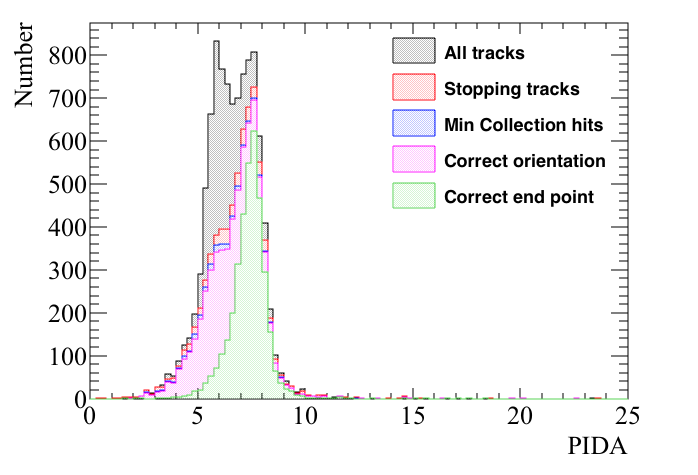 Number
800
700
600
500
400
300
200
100
0
0 5 10 15 20 25
PIDA
All tracks
Stopping tracks
Min Collection hits
Correct orientation
Correct end point